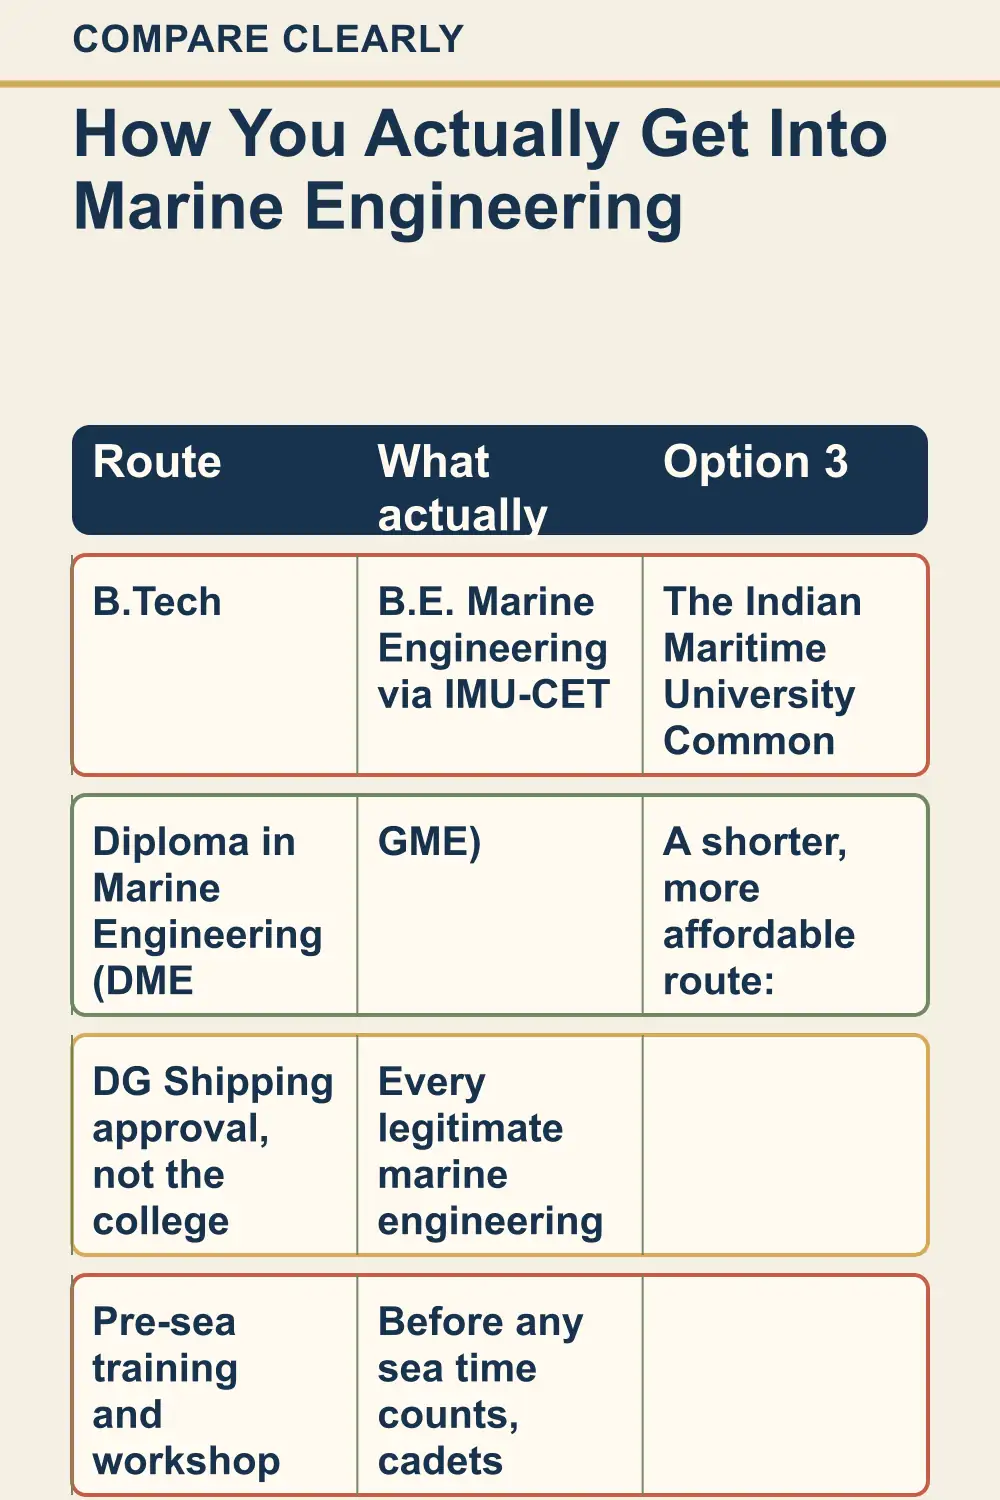 COMPARE CLEARLY
How You Actually Get Into
Marine Engineering
Route
What
actually
Option 3
B.Tech
B.E. Marine
Engineering
via IMU-CET
The Indian
Maritime
University
Common
Diploma in
Marine
Engineering
(DME
GME)
A shorter,
more
affordable
route:
DG Shipping
approval,
not the
college
Every
legitimate
marine
engineering
Pre-sea
training
and
workshop
Before any
sea time
counts,
cadets